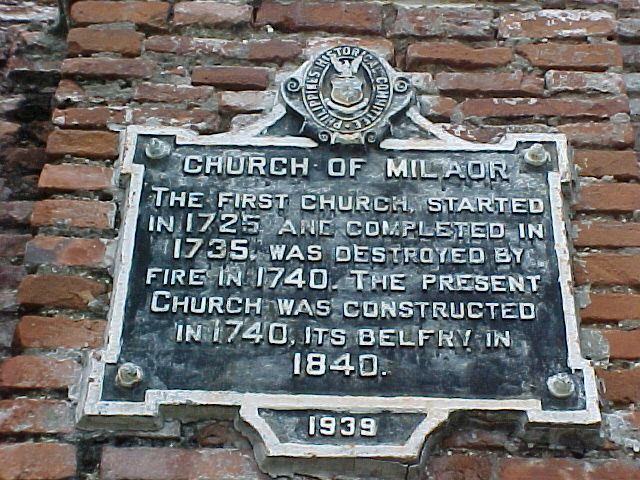 PHILIPPINES HISTORICAL COMMITTEE
CHURCH OF MILAOR
THE FIRST CHURCH, STARTED
IN 1725 AND COMPLETED IN
1735, WAS DESTROYED BY
FIRE IN 1740. THE PRESENT
CHURCH WAS CONSTRUCTED
IN 1740, ITS BELFRY IN
1840.
1939